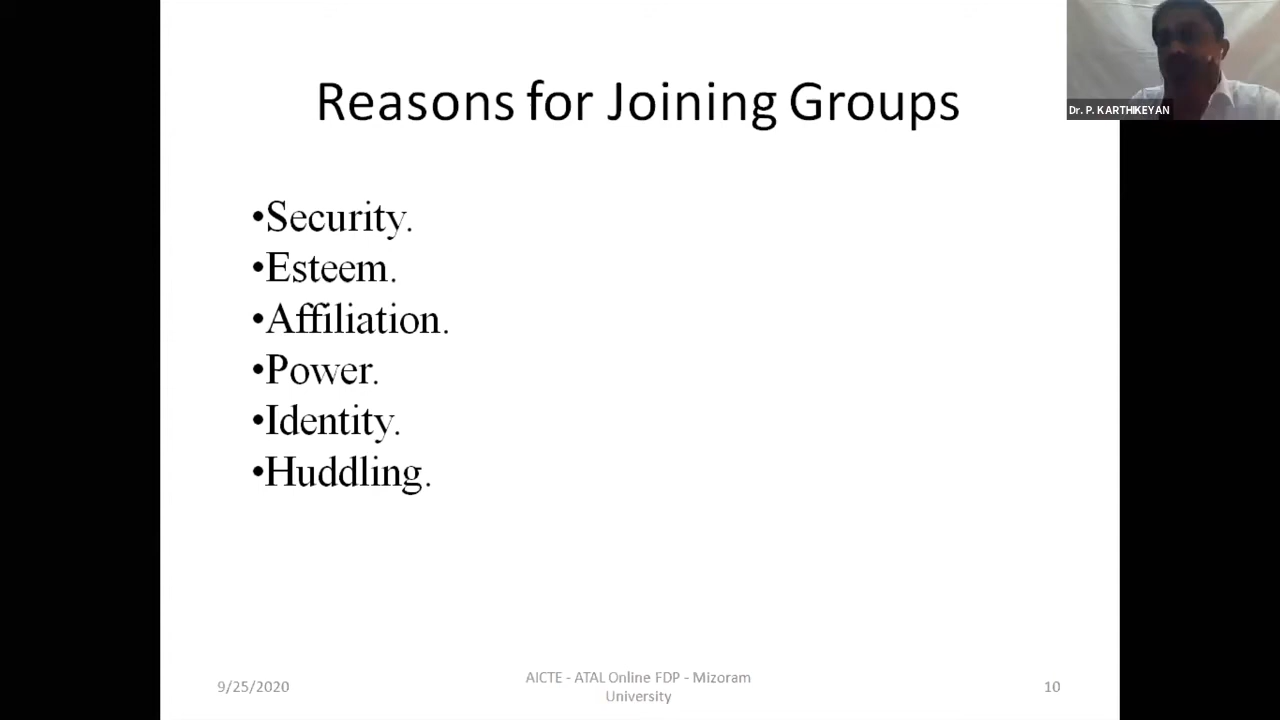 Reasons for Joining Groups
Dr. P. KARTHIKEYAN
•Security.
•Esteem.
•Affiliation.
•Power.
•Identity.
•Huddling.
9/25/2020
AICTE - ATAL Online FDP - Mizoram
University
10